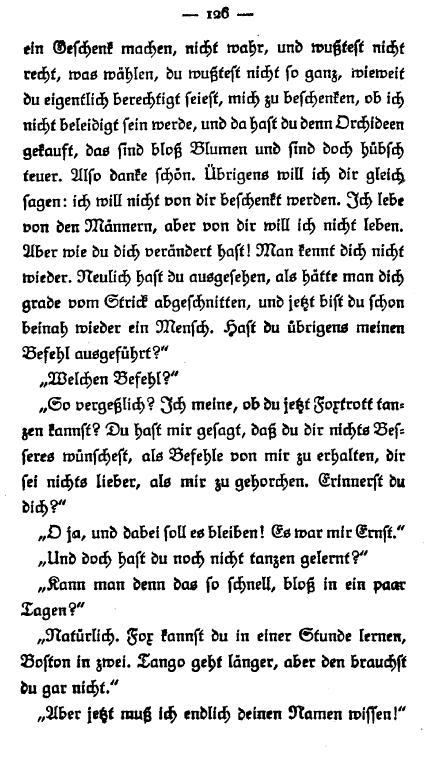 — 126 —
ein Geschenk machen, nicht wahr, und wußtest nicht
recht, was wählen, du wußtest nicht so ganz, wieweit
du eigentlich berechtigt seiest, mich zu beschenken, ob ich
nicht beleidigt sein werde, und da hast du denn Orchideen
gekauft, das sind bloß Blumen und sind doch hübsch
teuer. Also danke schön. Übrigens will ich dir gleich
sagen: ich will nicht von dir beschenkt werden. Ich lebe
von den Männern, aber von dir will ich nicht leben.
Aber wie du dich verändert hast! Man kennt dich nicht
wieder. Neulich hast du ausgesehen, als hätte man dich
grade vom Strick abgeschnitten, und jetzt bist du schon
beinah wieder ein Mensch. Hast du übrigens meinen
Befehl ausgeführt?“
„Welchen Befehl?“
„So vergeßlich? Ich meine, ob du jetzt Foxtrott tan-
zen kannst? Du hast mir gesagt, daß du dir nichts Bes-
seres wünschest, als Befehle von mir zu erhalten, dir
sei nichts lieber, als mir zu gehorchen. Erinnerst du
dich?“
„O ja, und dabei soll es bleiben! Es war mir Ernst.“
„Und doch hast du noch nicht tanzen gelernt?“
„Kann man denn das so schnell, bloß in ein paar
Tagen?“
„Natürlich. Fox kannst du in einer Stunde lernen,
Boston in zwei. Tango geht länger, aber den brauchst
du gar nicht.“
„Aber jetzt muß ich endlich deinen Namen wissen!“